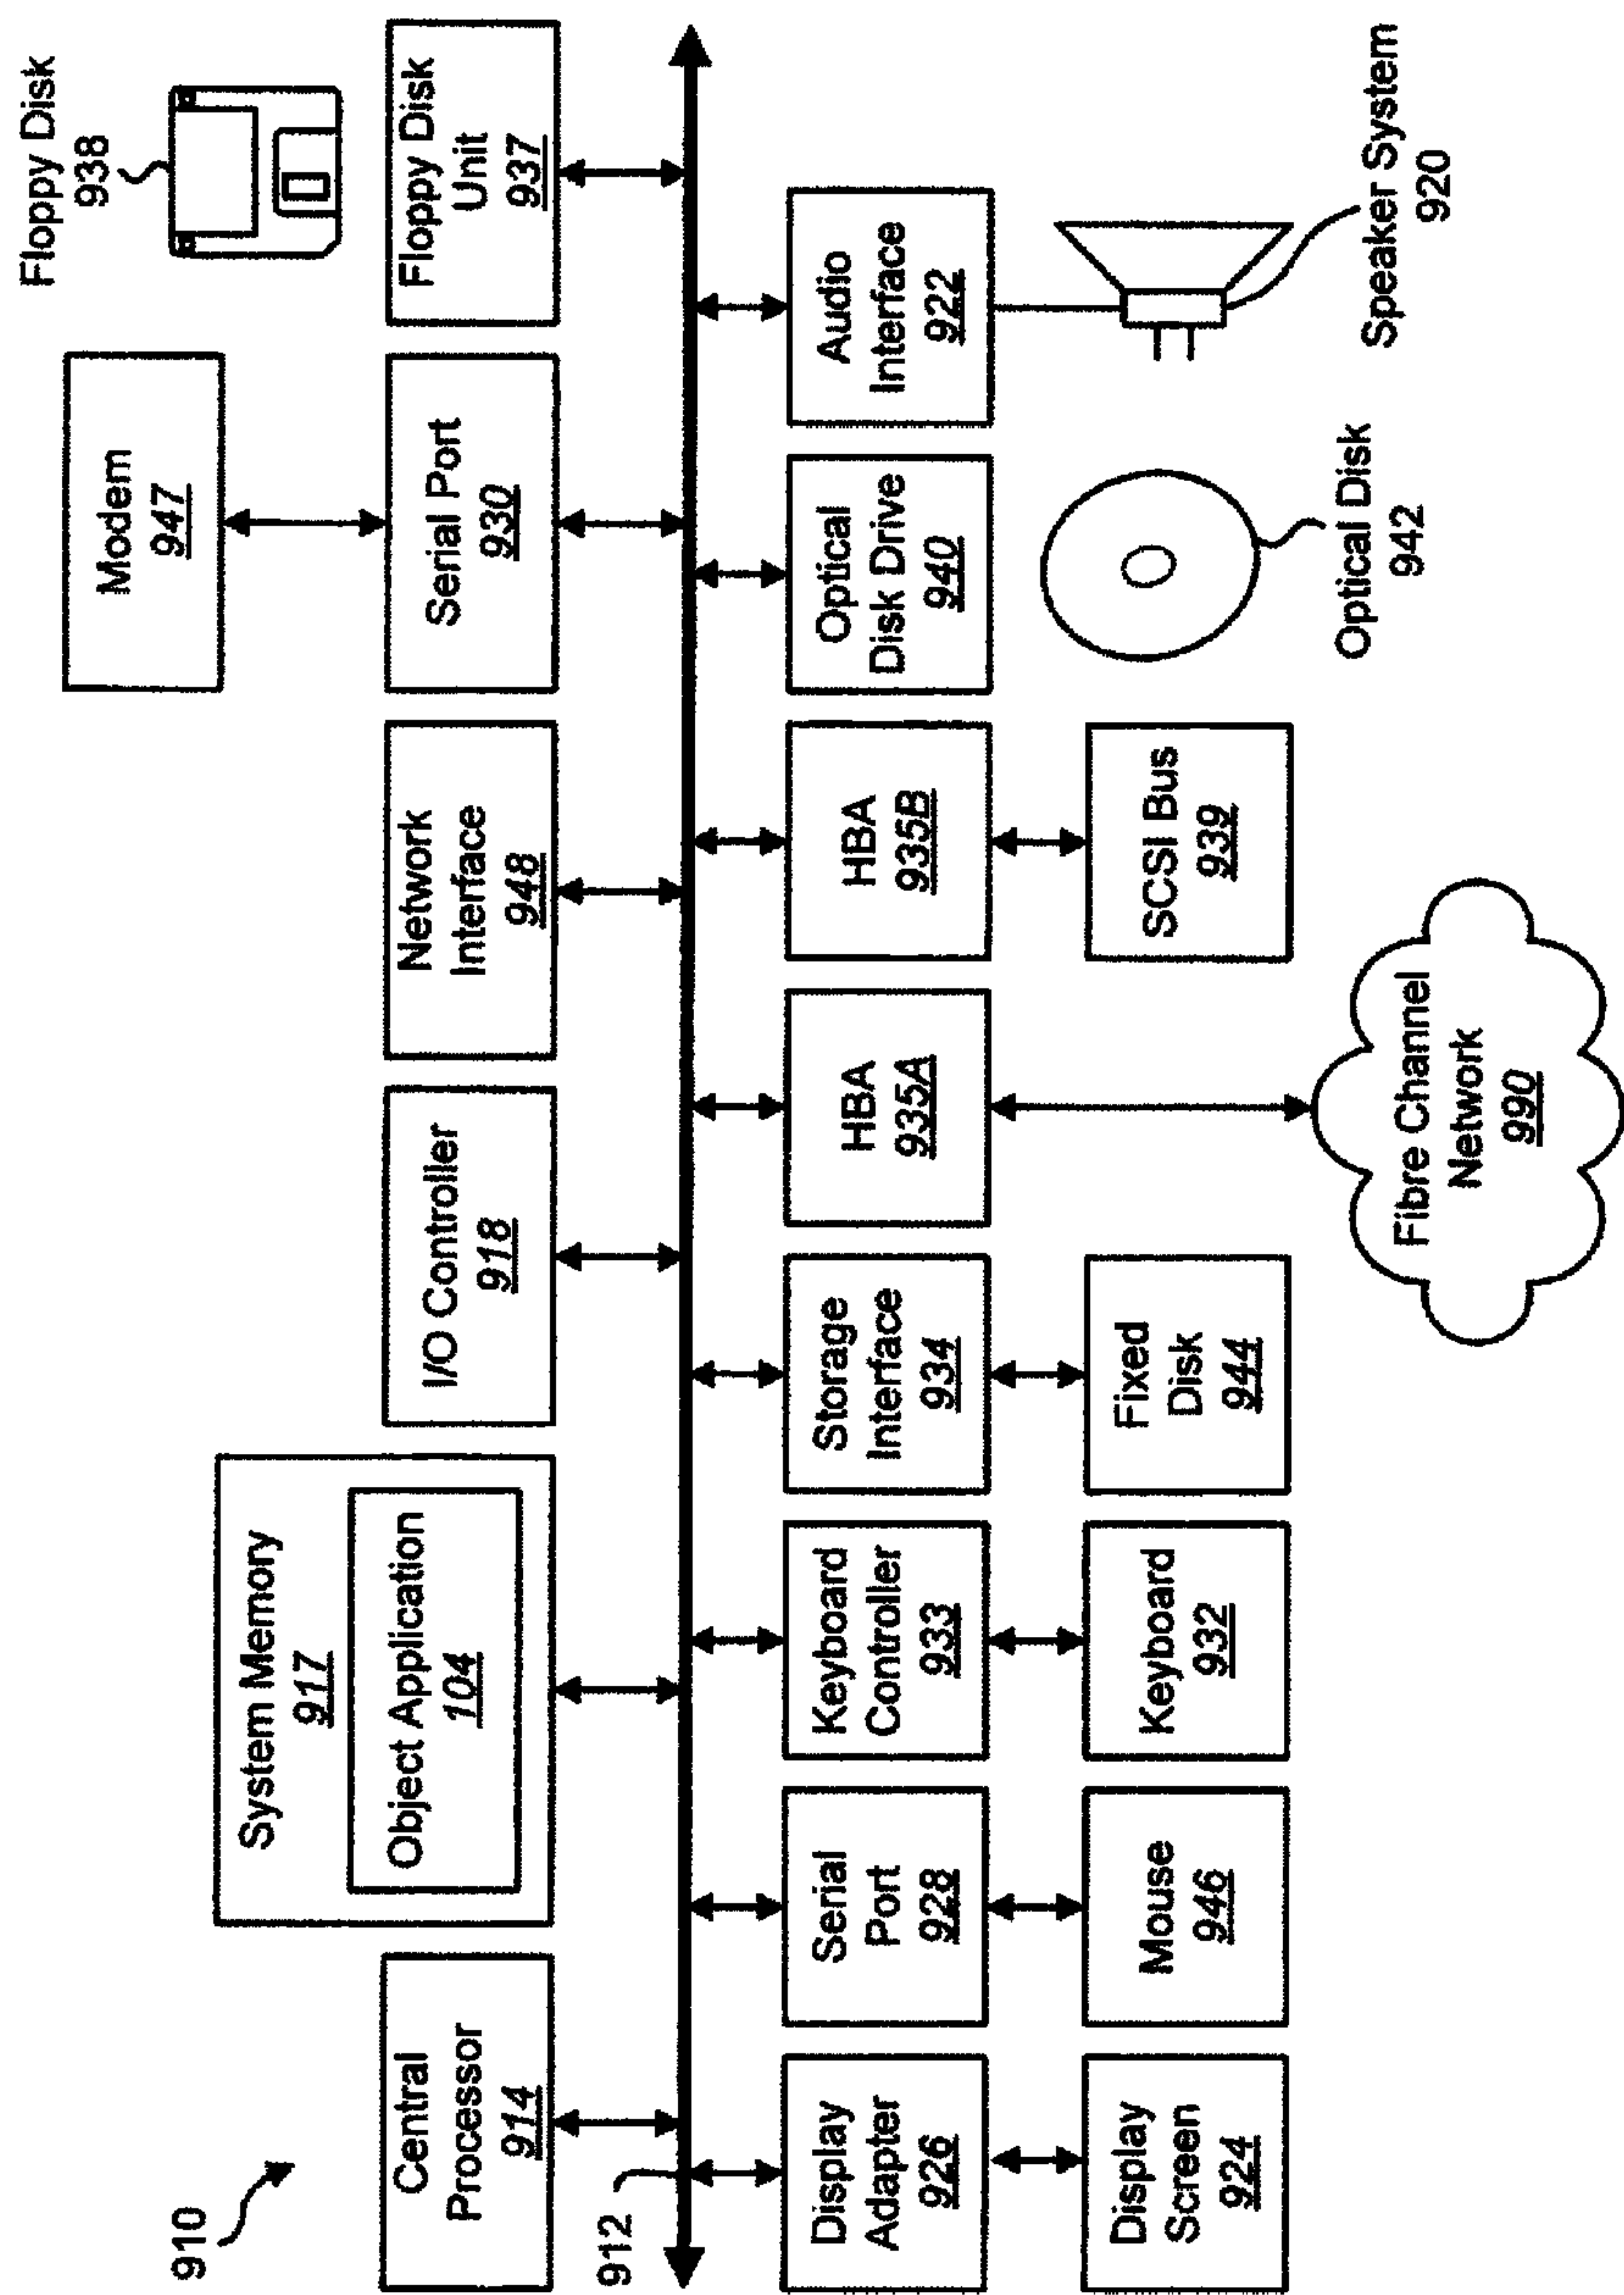 910
Modem
947
Floppy Disk
938
System Memory
917
Object Application
104
Central
Processor
914
I/O Controller
918
Network
Interface
948
Serial Port
930
Floppy Disk
Unit
937
912
Display
Adapter
926
Serial
Port
928
Keyboard
Controller
933
Storage
Interface
934
HBA
935A
HBA
935B
Optical
Disk Drive
940
Audio
Interface
922
Display
Screen
924
Mouse
946
Keyboard
932
Fixed
Disk
944
SCSI Bus
939
Fibre Channel
Network
990
Optical Disk
942
Speaker System
920